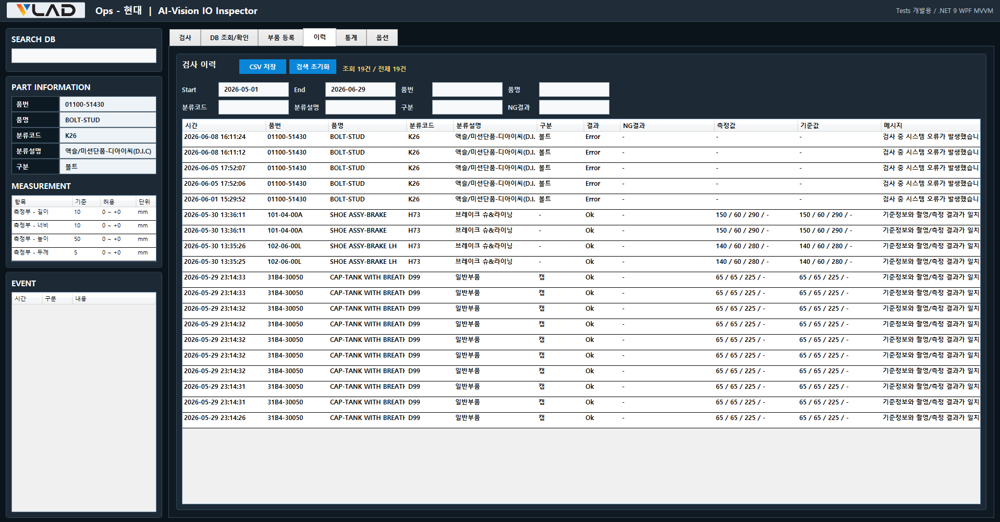 VLAD Ops - 현대 | AI-Vision IO Inspector Tests 개발용 / .NET 9 WPF MVVM
SEARCH DB
PART INFORMATION
품번 01100-51430
품명 BOLT-STUD
분류코드 K26
분류설명 액슬/미션단품-디아이씨(D.I.C)
구분 볼트
MEASUREMENT
항목 기준 허용 단위
측정부 - 길이 10 0 ~ +0 mm
측정부 - 너비 10 0 ~ +0 mm
측정부 - 높이 50 0 ~ +0 mm
측정부 - 두께 5 0 ~ +0 mm
EVENT
시간 구분 내용
검사 DB 조회/확인 부품 등록 이력 통계 옵션
검사 이력 CSV 저장 검색 초기화 조회 19건 / 전체 19건
Start 2026-05-01 End 2026-06-29 품번 품명
분류코드 분류설명 구분 NG결과
시간 품번 품명 분류코드 분류설명 구분 결과 NG결과 측정값 기준값 메시지
2026-06-08 16:11:24 01100-51430 BOLT-STUD K26 액슬/미션단품-디아이씨(D.I. 볼트 Error - - - 검사 중 시스템 오류가 발생했습니
2026-06-08 16:11:12 01100-51430 BOLT-STUD K26 액슬/미션단품-디아이씨(D.I. 볼트 Error - - - 검사 중 시스템 오류가 발생했습니
2026-06-05 17:52:07 01100-51430 BOLT-STUD K26 액슬/미션단품-디아이씨(D.I. 볼트 Error - - - 검사 중 시스템 오류가 발생했습니
2026-06-05 17:52:06 01100-51430 BOLT-STUD K26 액슬/미션단품-디아이씨(D.I. 볼트 Error - - - 검사 중 시스템 오류가 발생했습니
2026-06-01 15:29:52 01100-51430 BOLT-STUD K26 액슬/미션단품-디아이씨(D.I. 볼트 Error - - - 검사 중 시스템 오류가 발생했습니
2026-05-30 13:36:11 101-04-00A SHOE ASSY-BRAKE H73 브레이크 슈&라이닝 - Ok - 150 / 60 / 290 / - 150 / 60 / 290 / - 기준정보와 촬영/측정 결과가 일치
2026-05-30 13:36:11 101-04-00A SHOE ASSY-BRAKE H73 브레이크 슈&라이닝 - Ok - 150 / 60 / 290 / - 150 / 60 / 290 / - 기준정보와 촬영/측정 결과가 일치
2026-05-30 13:35:26 102-06-00L SHOE ASSY-BRAKE LH H73 브레이크 슈&라이닝 - Ok - 140 / 60 / 280 / - 140 / 60 / 280 / - 기준정보와 촬영/측정 결과가 일치
2026-05-30 13:35:25 102-06-00L SHOE ASSY-BRAKE LH H73 브레이크 슈&라이닝 - Ok - 140 / 60 / 280 / - 140 / 60 / 280 / - 기준정보와 촬영/측정 결과가 일치
2026-05-29 23:14:33 31B4-30050 CAP-TANK WITH BREATH D99 일반부품 캡 Ok - 65 / 65 / 225 / - 65 / 65 / 225 / - 기준정보와 촬영/측정 결과가 일치
2026-05-29 23:14:33 31B4-30050 CAP-TANK WITH BREATH D99 일반부품 캡 Ok - 65 / 65 / 225 / - 65 / 65 / 225 / - 기준정보와 촬영/측정 결과가 일치
2026-05-29 23:14:32 31B4-30050 CAP-TANK WITH BREATH D99 일반부품 캡 Ok - 65 / 65 / 225 / - 65 / 65 / 225 / - 기준정보와 촬영/측정 결과가 일치
2026-05-29 23:14:32 31B4-30050 CAP-TANK WITH BREATH D99 일반부품 캡 Ok - 65 / 65 / 225 / - 65 / 65 / 225 / - 기준정보와 촬영/측정 결과가 일치
2026-05-29 23:14:32 31B4-30050 CAP-TANK WITH BREATH D99 일반부품 캡 Ok - 65 / 65 / 225 / - 65 / 65 / 225 / - 기준정보와 촬영/측정 결과가 일치
2026-05-29 23:14:32 31B4-30050 CAP-TANK WITH BREATH D99 일반부품 캡 Ok - 65 / 65 / 225 / - 65 / 65 / 225 / - 기준정보와 촬영/측정 결과가 일치
2026-05-29 23:14:32 31B4-30050 CAP-TANK WITH BREATH D99 일반부품 캡 Ok - 65 / 65 / 225 / - 65 / 65 / 225 / - 기준정보와 촬영/측정 결과가 일치
2026-05-29 23:14:31 31B4-30050 CAP-TANK WITH BREATH D99 일반부품 캡 Ok - 65 / 65 / 225 / - 65 / 65 / 225 / - 기준정보와 촬영/측정 결과가 일치
2026-05-29 23:14:31 31B4-30050 CAP-TANK WITH BREATH D99 일반부품 캡 Ok - 65 / 65 / 225 / - 65 / 65 / 225 / - 기준정보와 촬영/측정 결과가 일치
2026-05-29 23:14:26 31B4-30050 CAP-TANK WITH BREATH D99 일반부품 캡 Ok - 65 / 65 / 225 / - 65 / 65 / 225 / - 기준정보와 촬영/측정 결과가 일치